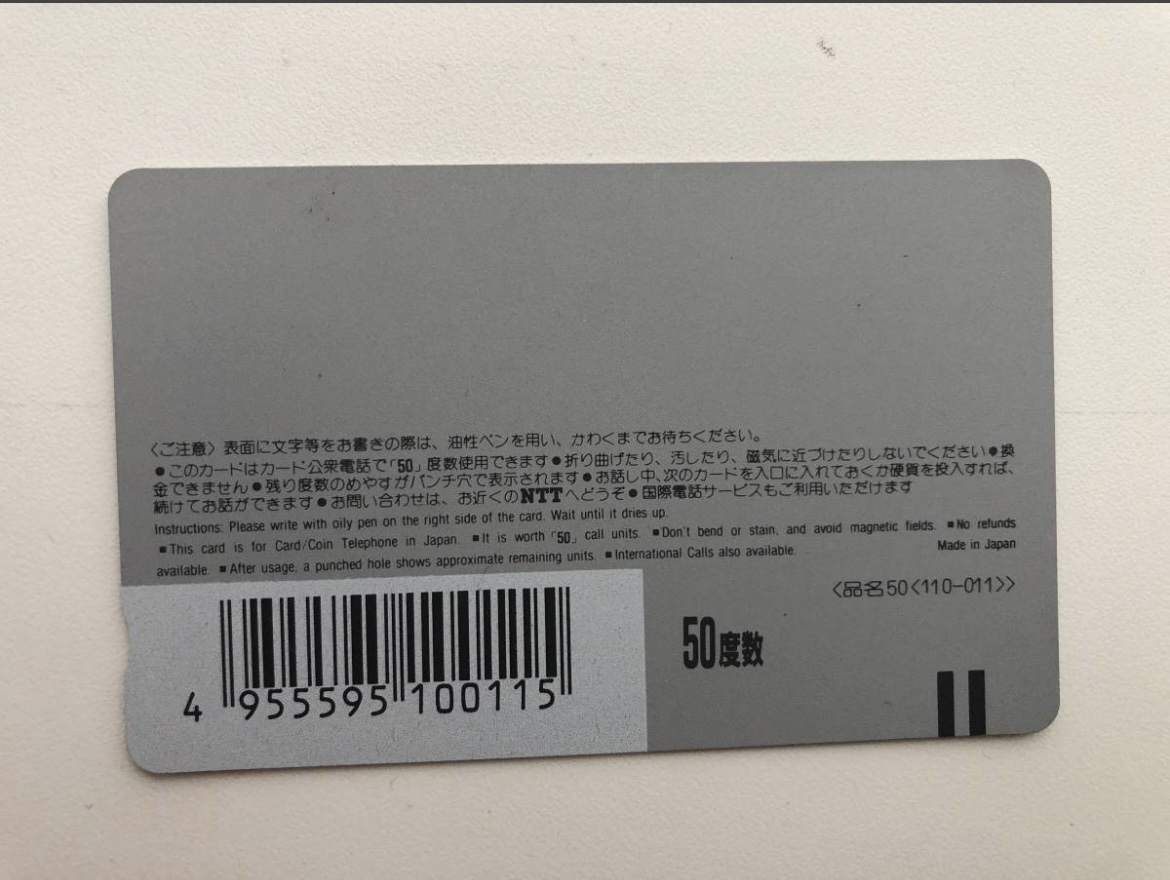 〈ご注意〉表面に文字等をお書きの際は、油性ペンを用い、かわくまでお待ちください。
●このカードはカード公衆電話で「50」度数使用できます●折り曲げたり、汚したり、磁気に近づけたりしないでください●換
金できません●残り度数のめやすがパンチ穴で表示されます●お話し中、次のカードを入口に入れておくか硬貨を投入すれば、
続けてお話ができます●お問い合わせは、お近くのNTTへどうぞ●国際電話サービスもご利用いただけます
Instructions: Please write with oily pen on the right side of the card. Wait until it dries up.
■This card is for Card/Coin Telephone in Japan. ■It is worth「50」call units. ■Don't bend or stain, and avoid magnetic fields. ■No refunds
available. ■After usage, a punched hole shows approximate remaining units. ■International Calls also available.
Made in Japan
〈品名50〈110-011〉〉
50度数
4 955595 100115